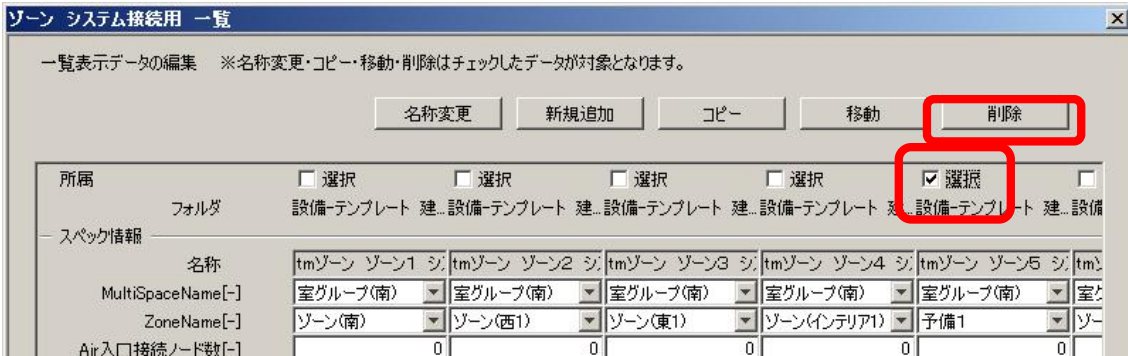 ゾーン システム接続用 一覧
一覧表示データの編集 ※名称変更・コピー・移動・削除はチェックしたデータが対象となります。
名称変更 新規追加 コピー 移動 削除
所属 選択 選択 選択 選択 選択
フォルダ 設備-テンプレート 建... 設備-テンプレート 建... 設備-テンプレート 建... 設備-テンプレート 建... 設備-テンプレート 建... 設備
スペック情報
名称 tmゾーン ゾーン1 シ tmゾーン ゾーン2 シ tmゾーン ゾーン3 シ tmゾーン ゾーン4 シ tmゾーン ゾーン5 シ tm
MultiSpaceName[-] 室グループ(南) 室グループ(南) 室グループ(南) 室グループ(南) 室グループ(南) 室
ZoneName[-] ゾーン(南) ゾーン(西1) ゾーン(東1) ゾーン(インテリア1) 予備1 ゾー
Air入口接続ノード数[-] 0 0 0 0 0